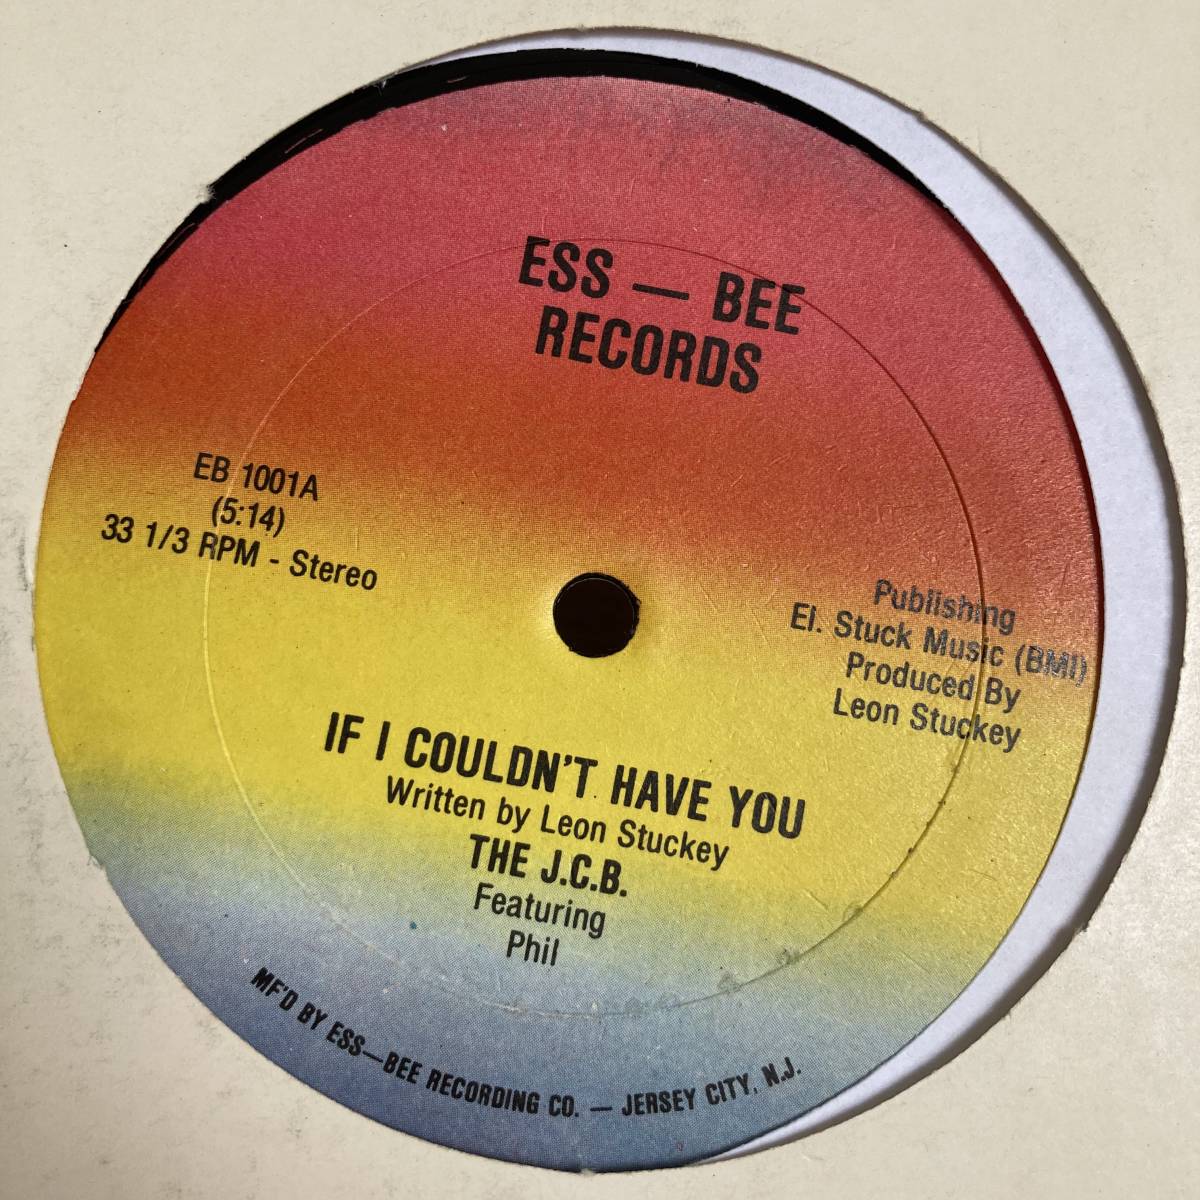 ESS — BEE
RECORDS
EB 1001A
(5:14)
33 1/3 RPM - Stereo
Publishing
El. Stuck Music (BMI)
Produced By
Leon Stuckey
IF I COULDN'T HAVE YOU
Written by Leon Stuckey
THE J.C.B.
Featuring
Phil
MF'D BY ESS—BEE RECORDING CO. — JERSEY CITY, N.J.